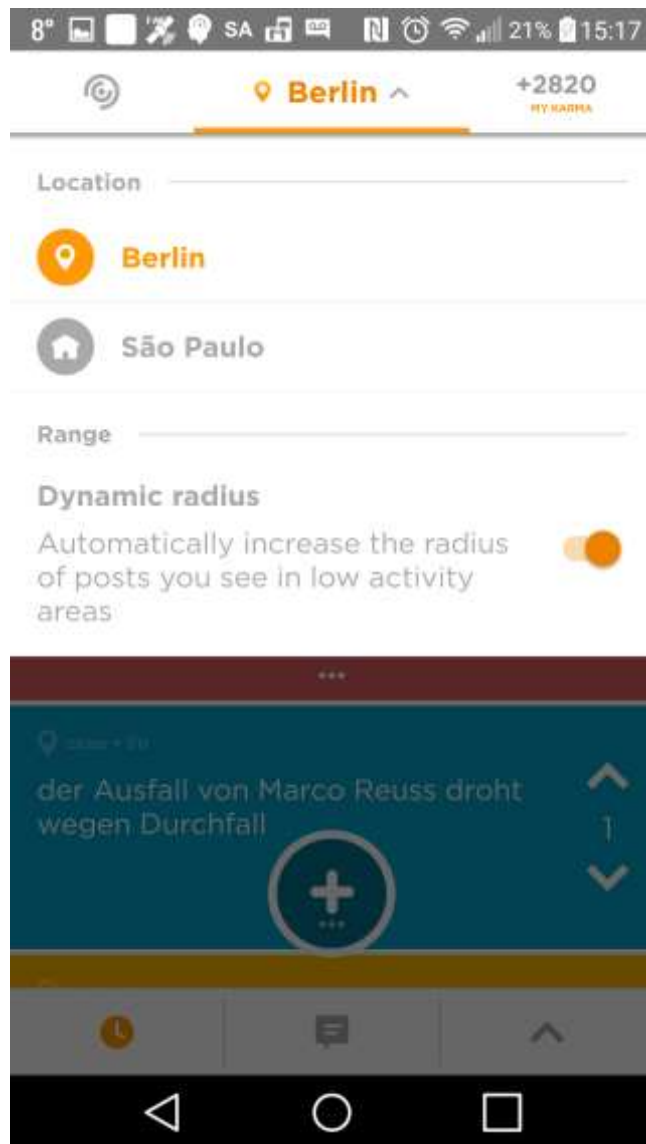 8° SA 21% 15:17
Berlin
+2820
MY KARMA
Location
Berlin
São Paulo
Range
Dynamic radius
Automatically increase the radius
of posts you see in low activity
areas
der Ausfall von Marco Reuss droht
wegen Durchfall
1